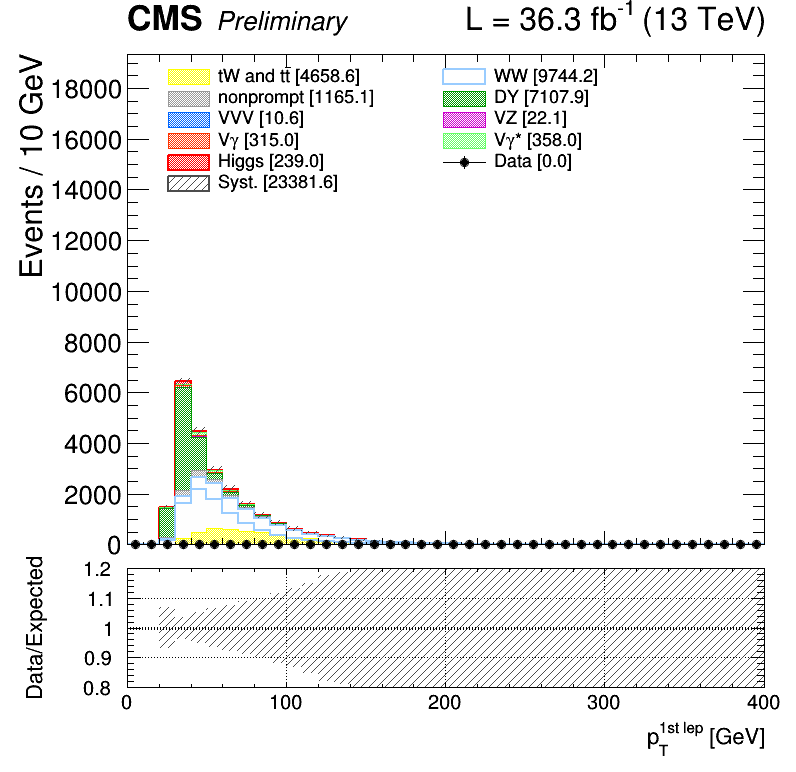 CMS Preliminary L = 36.3 fb⁻¹ (13 TeV)
Events / 10 GeV
18000
16000
14000
12000
10000
8000
6000
4000
2000
0
tW and tt̄ [4658.6]
nonprompt [1165.1]
VVV [10.6]
Vγ [315.0]
Higgs [239.0]
Syst. [23381.6]
WW [9744.2]
DY [7107.9]
VZ [22.1]
Vγ* [358.0]
Data [0.0]
Data/Expected
1.2
1.1
1
0.9
0.8
0 100 200 300 400
p_T^{1st lep} [GeV]